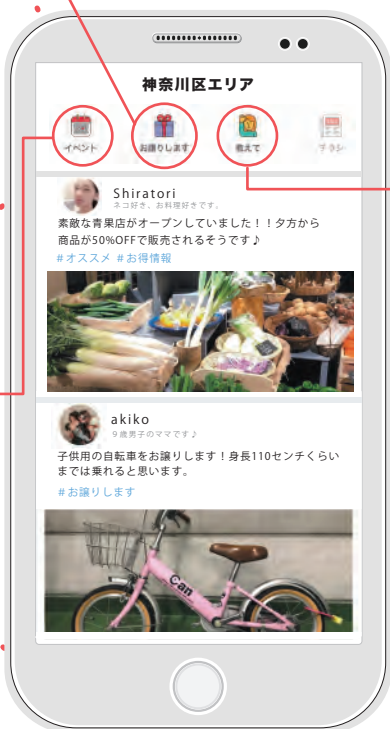 神奈川区エリア
イベント
お譲りします
教えて
チラシ
Shiratori
ネコ好き、お料理好きです。
素敵な青果店がオープンしていました！！夕方から
商品が50%OFFで販売されるそうです♪
#オススメ #お得情報
akiko
９歳男子のママです♪
子供用の自転車をお譲りします！身長110センチくらい
までは乗れると思います。
#お譲りします
Can